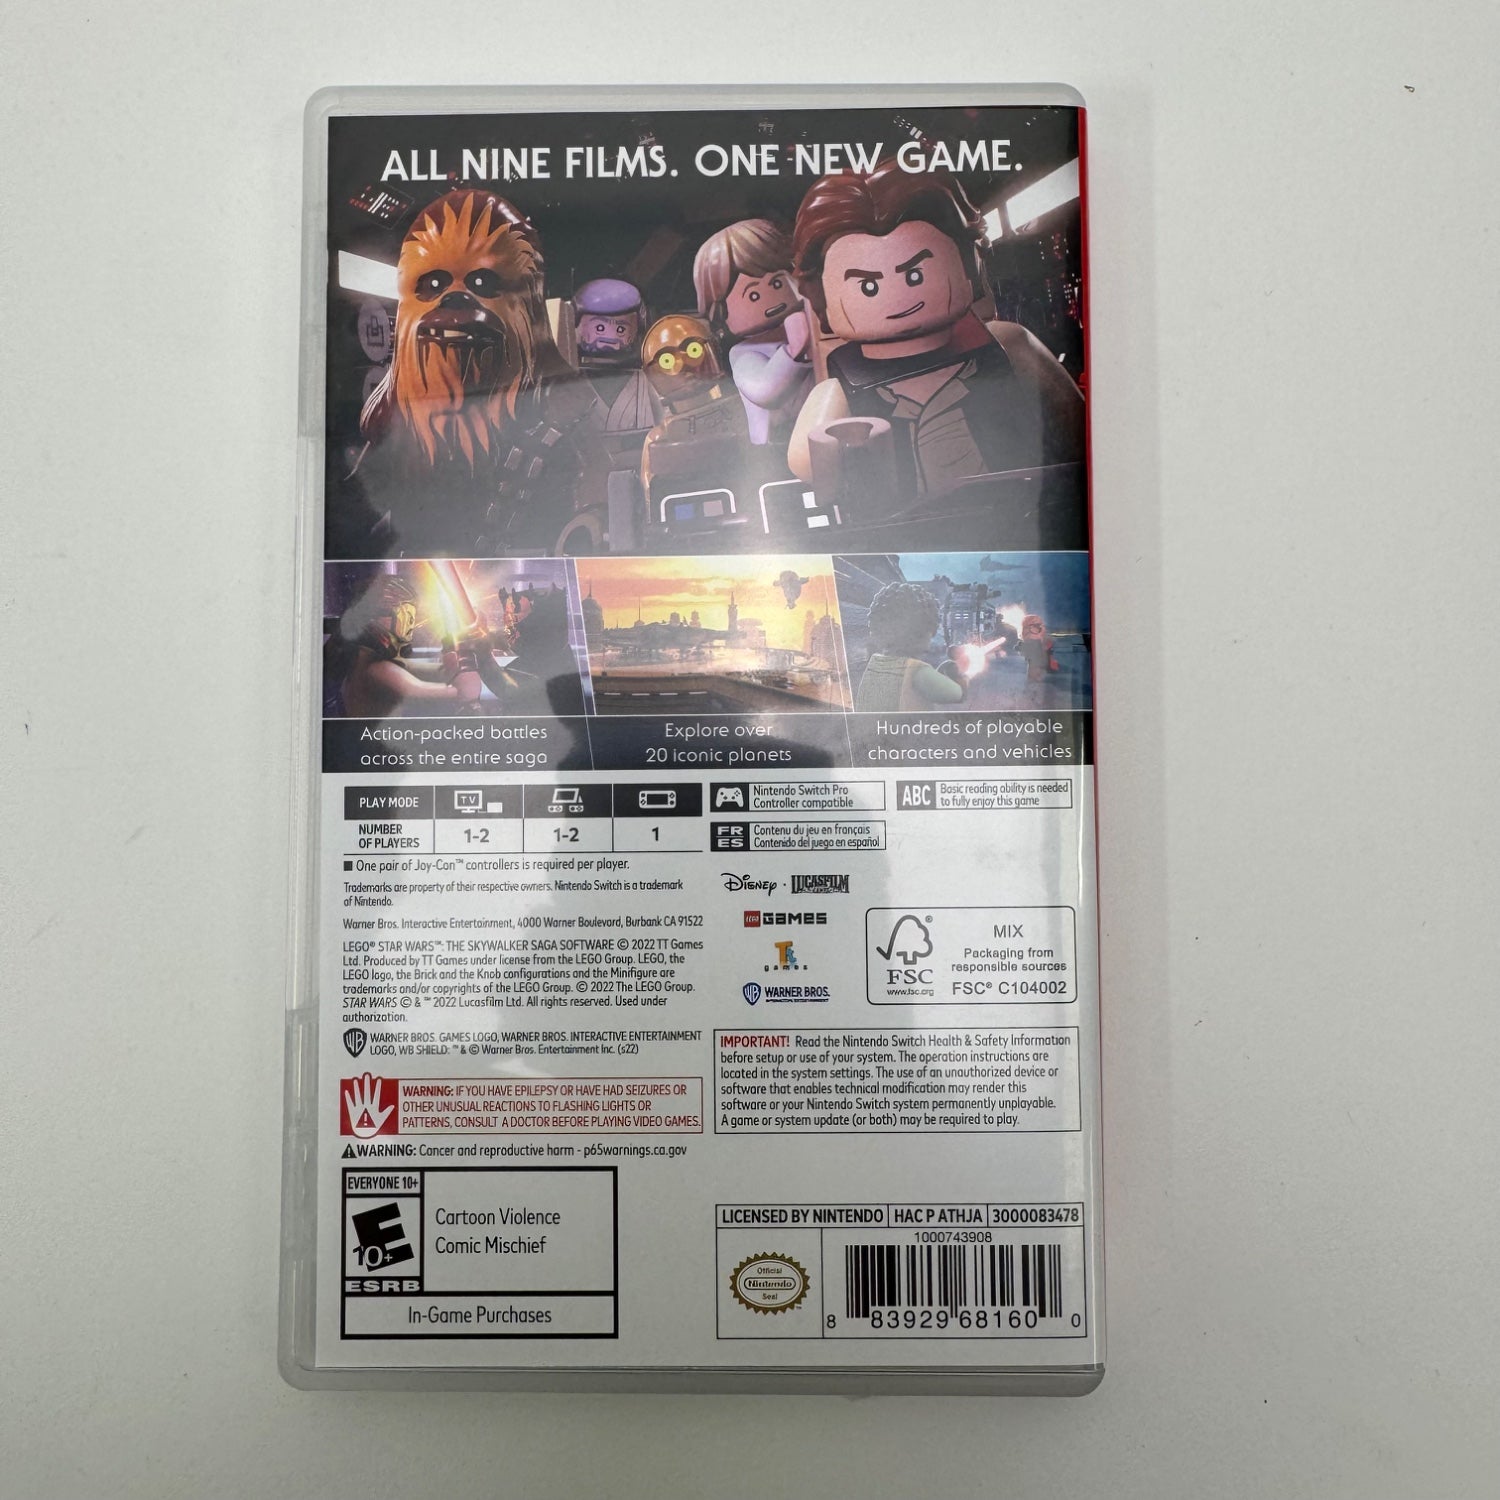 ALL NINE FILMS. ONE NEW GAME.
Action-packed battles
across the entire saga
Explore over
20 iconic planets
Hundreds of playable
characters and vehicles
PLAY MODE
TV
NUMBER
OF PLAYERS
1-2
1-2
1
■ One pair of Joy-Con™ controllers is required per player.
Trademarks are property of their respective owners. Nintendo Switch is a trademark
of Nintendo.
Warner Bros. Interactive Entertainment, 4000 Warner Boulevard, Burbank CA 91522
LEGO® STAR WARS™: THE SKYWALKER SAGA SOFTWARE © 2022 TT Games
Ltd. Produced by TT Games under license from the LEGO Group. LEGO, the
LEGO logo, the Brick and the Knob configurations and the Minifigure are
trademarks and/or copyrights of the LEGO Group. © 2022 The LEGO Group.
STAR WARS © & ™ 2022 Lucasfilm Ltd. All rights reserved. Used under
authorization.
WB
WARNER BROS. GAMES LOGO, WARNER BROS. INTERACTIVE ENTERTAINMENT
LOGO, WB SHIELD: ™ & © Warner Bros. Entertainment Inc. (s22)
WARNING: IF YOU HAVE EPILEPSY OR HAVE HAD SEIZURES OR
OTHER UNUSUAL REACTIONS TO FLASHING LIGHTS OR
PATTERNS, CONSULT A DOCTOR BEFORE PLAYING VIDEO GAMES.
⚠WARNING: Cancer and reproductive harm - p65warnings.ca.gov
EVERYONE 10+
E
10+
ESRB
Cartoon Violence
Comic Mischief
In-Game Purchases
Nintendo Switch Pro
Controller compatible
ABC
Basic reading ability is needed
to fully enjoy this game
FR
ES
Contenu du jeu en français
Contenido del juego en español
Disney · LUCASFILM
LEGO GAMES
Tt
games
WB WARNER BROS.
INTERACTIVE ENTERTAINMENT
FSC
www.fsc.org
MIX
Packaging from
responsible sources
FSC® C104002
IMPORTANT! Read the Nintendo Switch Health & Safety Information
before setup or use of your system. The operation instructions are
located in the system settings. The use of an unauthorized device or
software that enables technical modification may render this
software or your Nintendo Switch system permanently unplayable.
A game or system update (or both) may be required to play.
LICENSED BY NINTENDO
HAC P ATHJA
3000083478
1000743908
Official
Nintendo
Seal
8 83929 68160 0